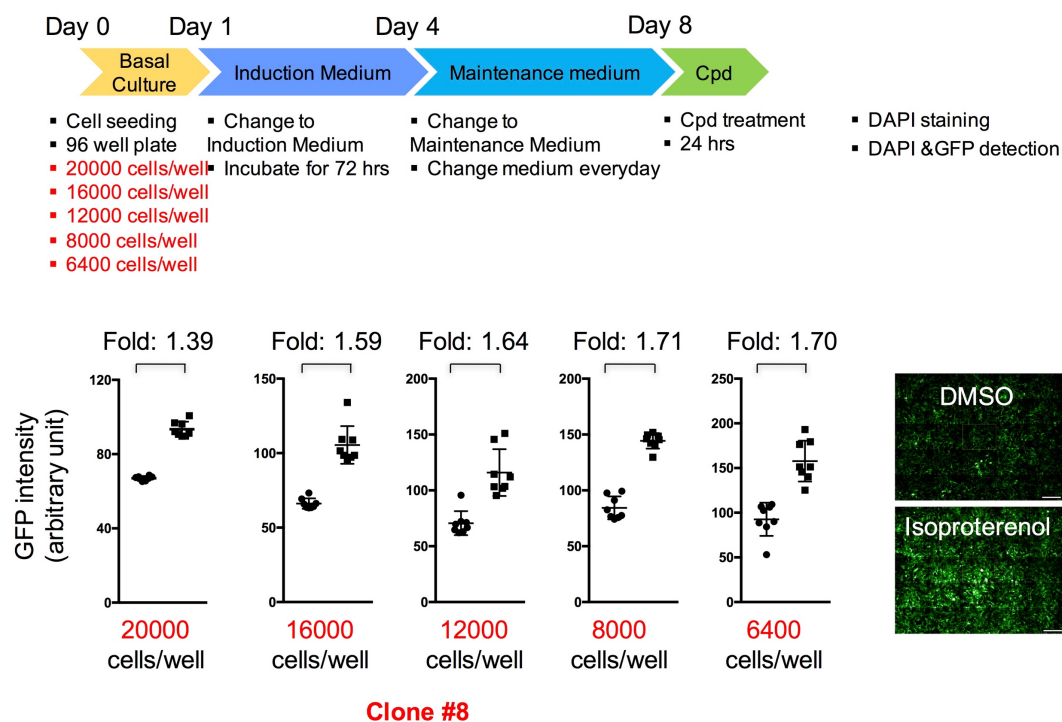 Day 0 Day 1 Day 4 Day 8
Basal
Culture
Induction Medium
Maintenance medium
Cpd
▪ Cell seeding
▪ 96 well plate
▪ 20000 cells/well
▪ 16000 cells/well
▪ 12000 cells/well
▪ 8000 cells/well
▪ 6400 cells/well
▪ Change to
Induction Medium
▪ Incubate for 72 hrs
▪ Change to
Maintenance Medium
▪ Change medium everyday
▪ Cpd treatment
▪ 24 hrs
▪ DAPI staining
▪ DAPI &GFP detection
GFP intensity
(arbitrary unit)
Fold: 1.39
120
80
40
0
20000
cells/well
Fold: 1.59
150
100
50
0
16000
cells/well
Fold: 1.64
200
150
100
50
0
12000
cells/well
Fold: 1.71
200
150
100
50
0
8000
cells/well
Fold: 1.70
250
200
150
100
50
0
6400
cells/well
DMSO
Isoproterenol
Clone #8